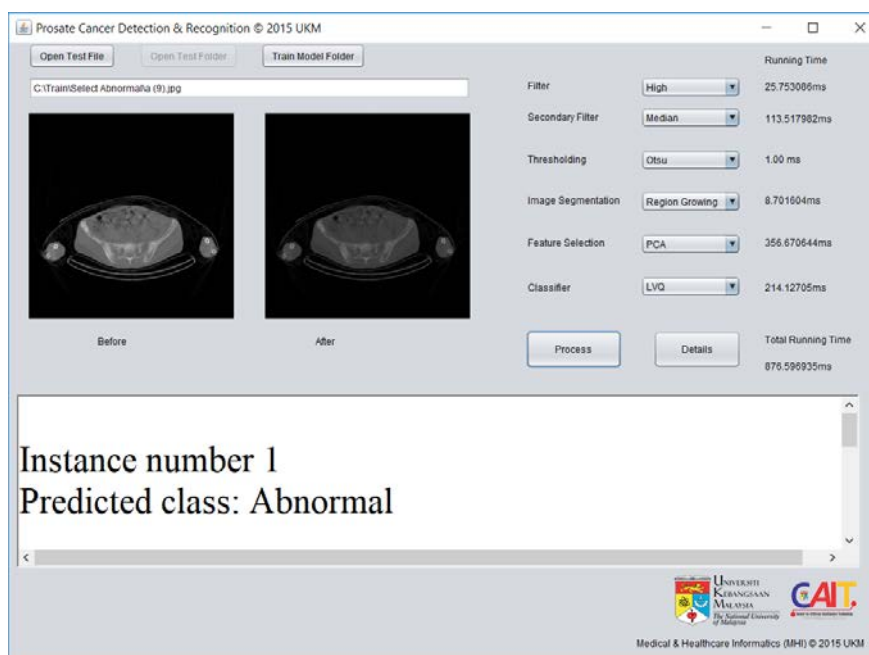 Prosate Cancer Detection & Recognition © 2015 UKM
Open Test File
Open Test Folder
Train Model Folder
Running Time
C:\Train\Select Abnormal\a (9).jpg
Filter
High
25.753086ms
Secondary Filter
Median
113.517982ms
Thresholding
Otsu
1.00 ms
Image Segmentation
Region Growing
8.701604ms
Feature Selection
PCA
356.670644ms
Classifier
LVQ
214.12705ms
Before
After
Process
Details
Total Running Time
876.596935ms
Instance number 1
Predicted class: Abnormal
UNIVERSITI
KEBANGSAAN
MALAYSIA
The National University
of Malaysia
CAIT
Medical & Healthcare Informatics (MHI) © 2015 UKM